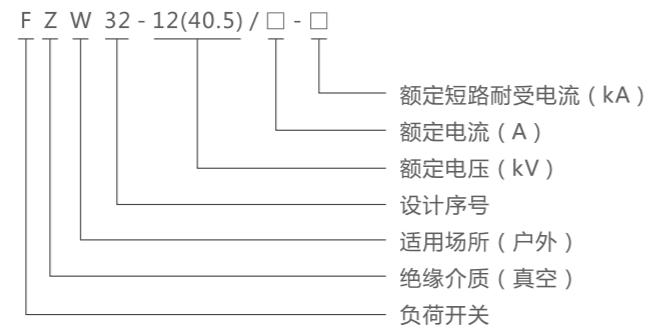 F Z W 32 - 12(40.5) / □ - □
额定短路耐受电流（kA）
额定电流（A）
额定电压（kV）
设计序号
适用场所（户外）
绝缘介质（真空）
负荷开关